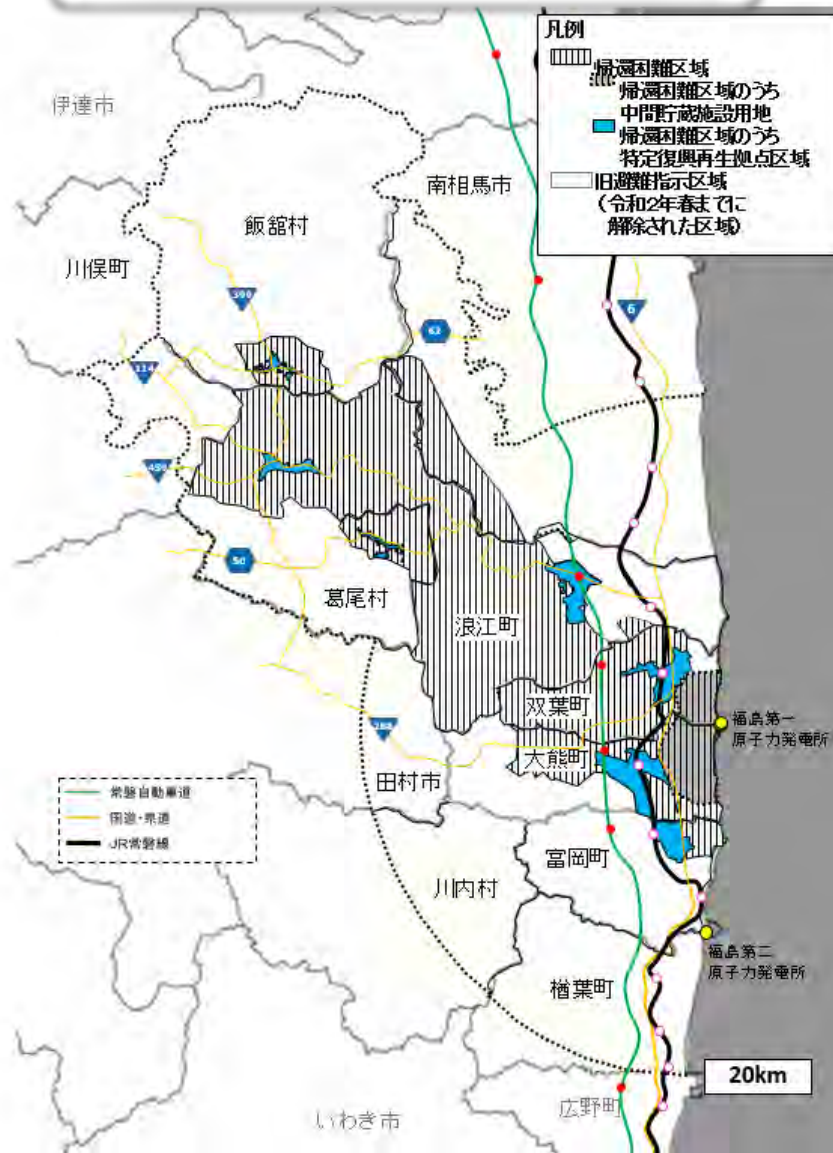 凡例
帰還困難区域
帰還困難区域のうち
中間貯蔵施設用地
帰還困難区域のうち
特定復興再生拠点区域
旧避難指示区域
(令和2年春までに
解除された区域)
伊達市
南相馬市
飯舘村
川俣町
399
62
6
114
459
50
葛尾村
浪江町
双葉町
福島第一
原子力発電所
大熊町
288
田村市
常磐自動車道
国道・県道
JR常磐線
富岡町
川内村
福島第二
原子力発電所
楢葉町
20km
広野町
いわき市